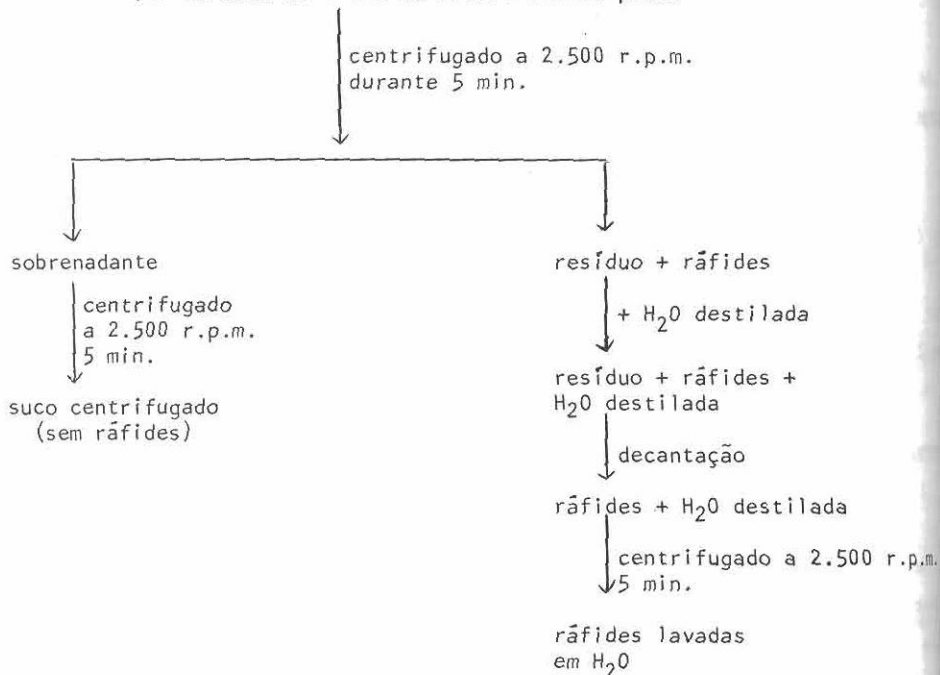 centrifugado a 2.500 r.p.m.
durante 5 min.
sobrenadante
centrifugado
a 2.500 r.p.m.
5 min.
suco centrifugado
(sem ráfides)
resíduo + ráfides
+ H₂O destilada
resíduo + ráfides +
H₂O destilada
decantação
ráfides + H₂O destilada
centrifugado a 2.500 r.p.m.
5 min.
ráfides lavadas
em H₂O